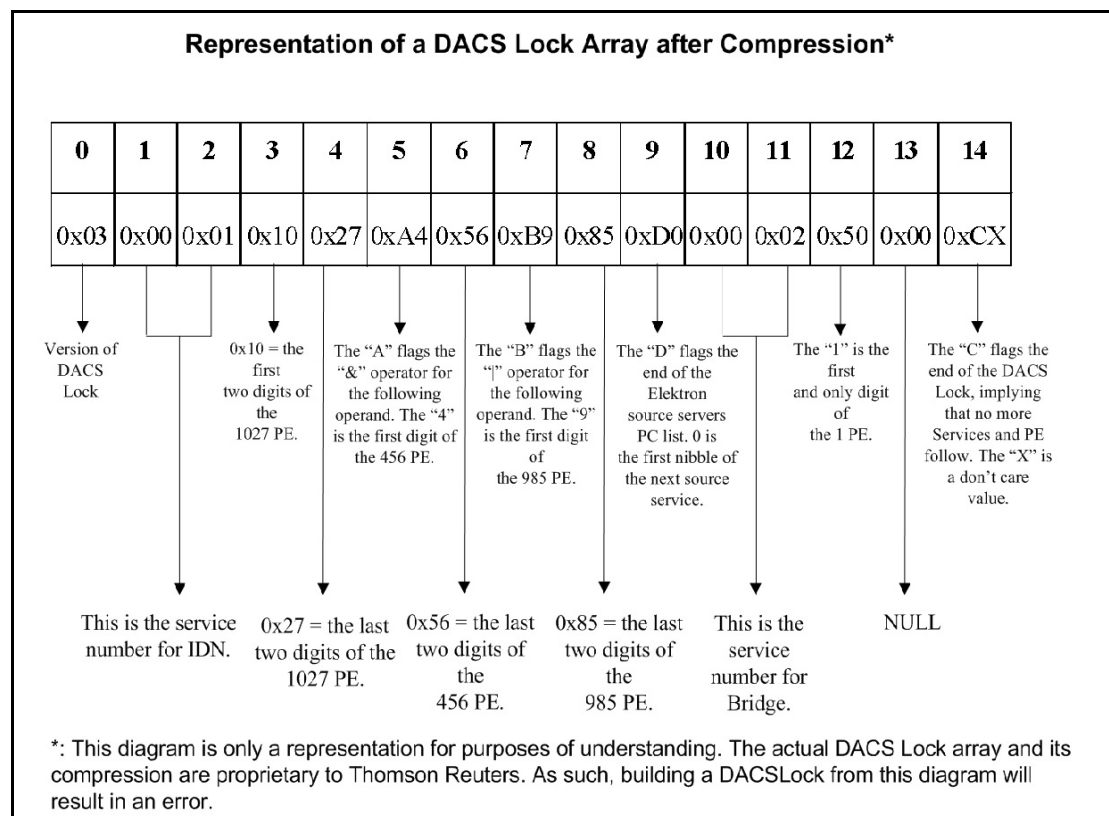 Representation of a DACS Lock Array after Compression*
0 1 2 3 4 5 6 7 8 9 10 11 12 13 14
0x03 0x00 0x01 0x10 0x27 0xA4 0x56 0xB9 0x85 0xD0 0x00 0x02 0x50 0x00 0xCX
Version of
DACS
Lock
0x10 = the
first
two digits of
the
1027 PE.
The “A” flags the
“&” operator for
the following
operand. The “4”
is the first digit of
the 456 PE.
The “B” flags the
“|” operator for
the following
operand. The “9”
is the first digit
of
the 985 PE.
The “D” flags the
end of the
Elektron
source servers
PC list. 0 is
the first nibble of
the next source
service.
The “1” is the
first
and only digit
of
the 1 PE.
The “C” flags the
end of the DACS
Lock, implying
that no more
Services and PE
follow. The “X” is
a don’t care
value.
This is the service
number for IDN.
0x27 = the last
two digits of the
1027 PE.
0x56 = the last
two digits of
the
456 PE.
0x85 = the last
two digits of
the
985 PE.
This is the
service
number for
Bridge.
NULL
*: This diagram is only a representation for purposes of understanding. The actual DACS Lock array and its
compression are proprietary to Thomson Reuters. As such, building a DACSLock from this diagram will
result in an error.